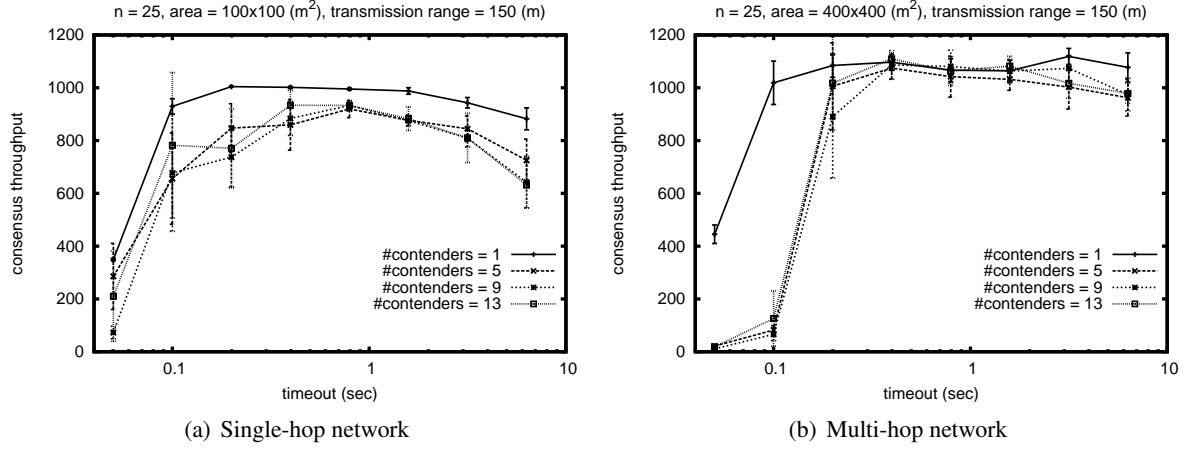 n = 25, area = 100x100 (m²), transmission range = 150 (m)
consensus throughput
1200
1000
800
600
400
200
0
#contenders = 1
#contenders = 5
#contenders = 9
#contenders = 13
0.1
1
10
timeout (sec)
(a) Single-hop network
n = 25, area = 400x400 (m²), transmission range = 150 (m)
consensus throughput
1200
1000
800
600
400
200
0
#contenders = 1
#contenders = 5
#contenders = 9
#contenders = 13
0.1
1
10
timeout (sec)
(b) Multi-hop network